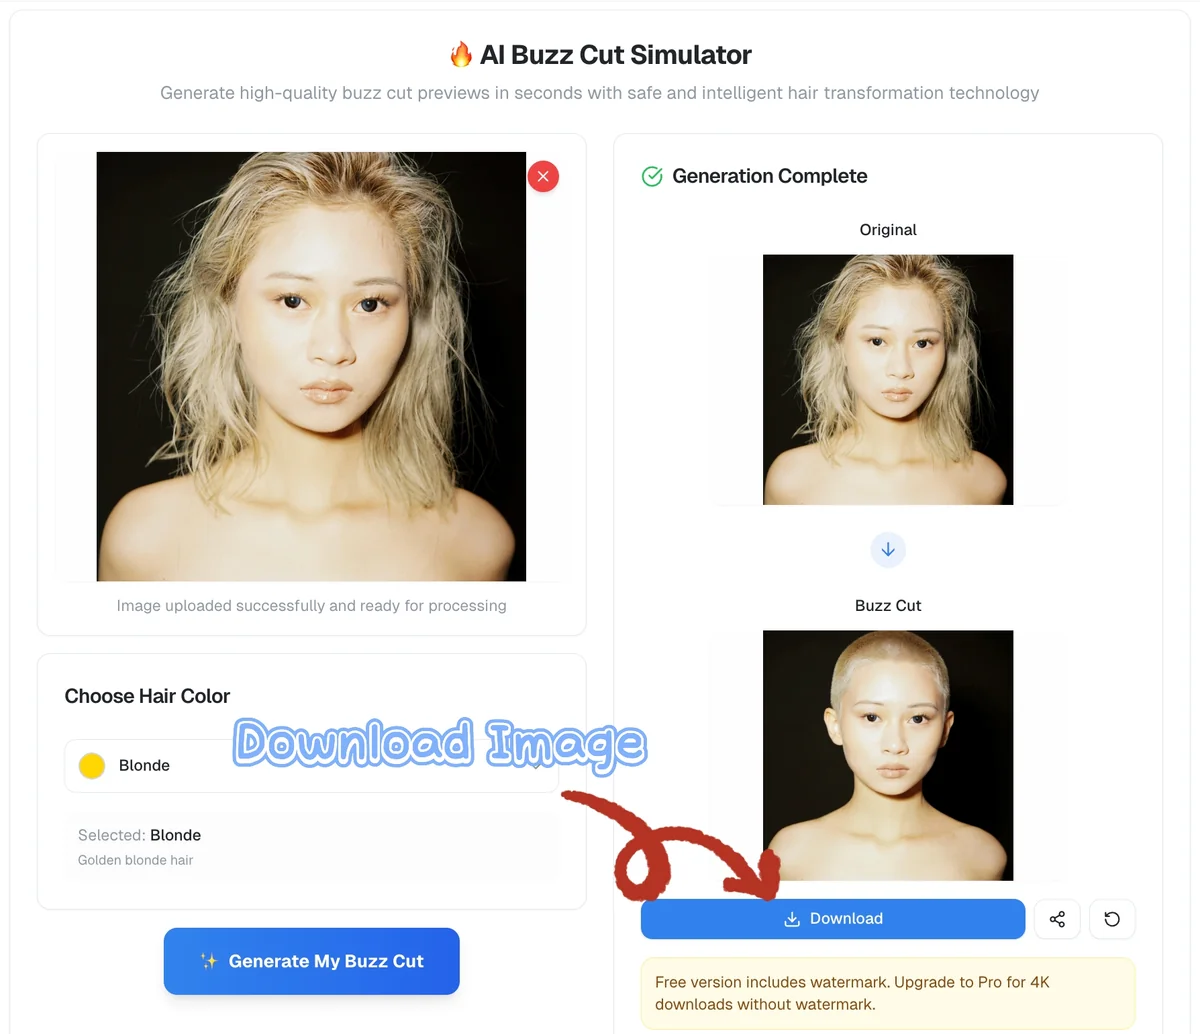 🔥 AI Buzz Cut Simulator
Generate high-quality buzz cut previews in seconds with safe and intelligent hair transformation technology
Image uploaded successfully and ready for processing
Choose Hair Color
Blonde
Selected: Blonde
Golden blonde hair
✨ Generate My Buzz Cut
Download Image
Generation Complete
Original
Buzz Cut
Download
Free version includes watermark. Upgrade to Pro for 4K
downloads without watermark.